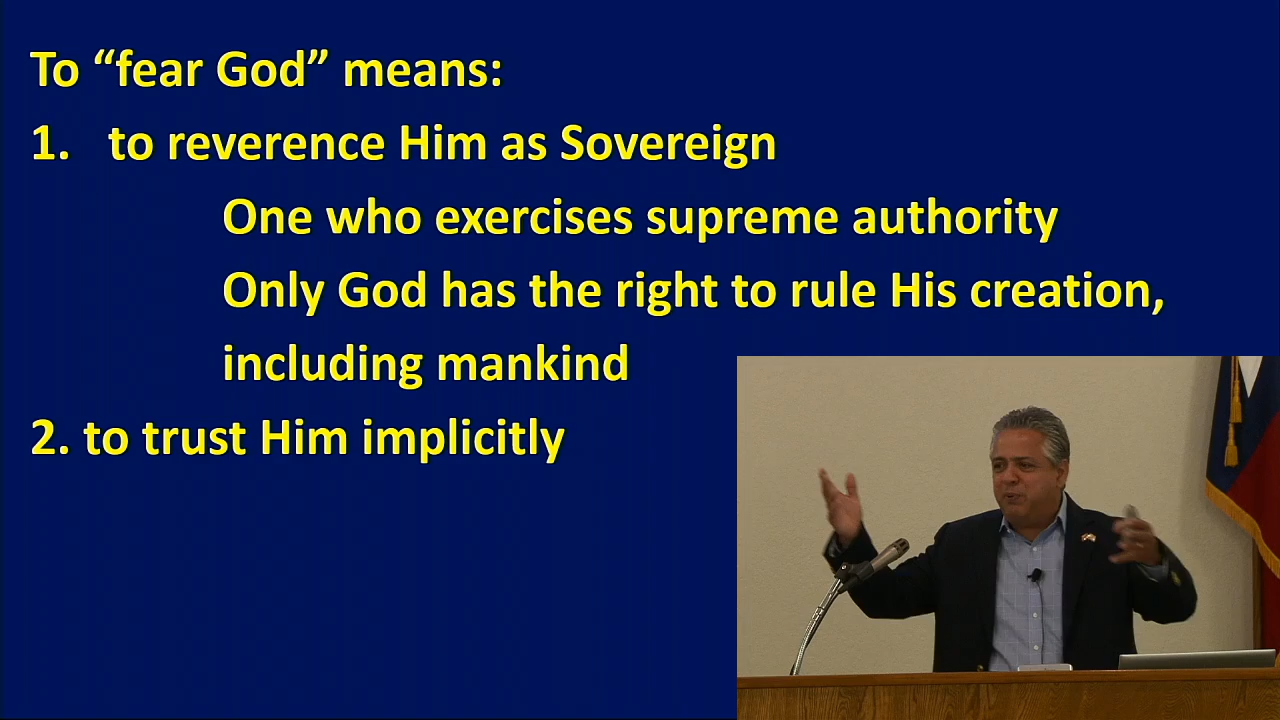 To “fear God” means:
1. to reverence Him as Sovereign
One who exercises supreme authority
Only God has the right to rule His creation,
including mankind
2. to trust Him implicitly